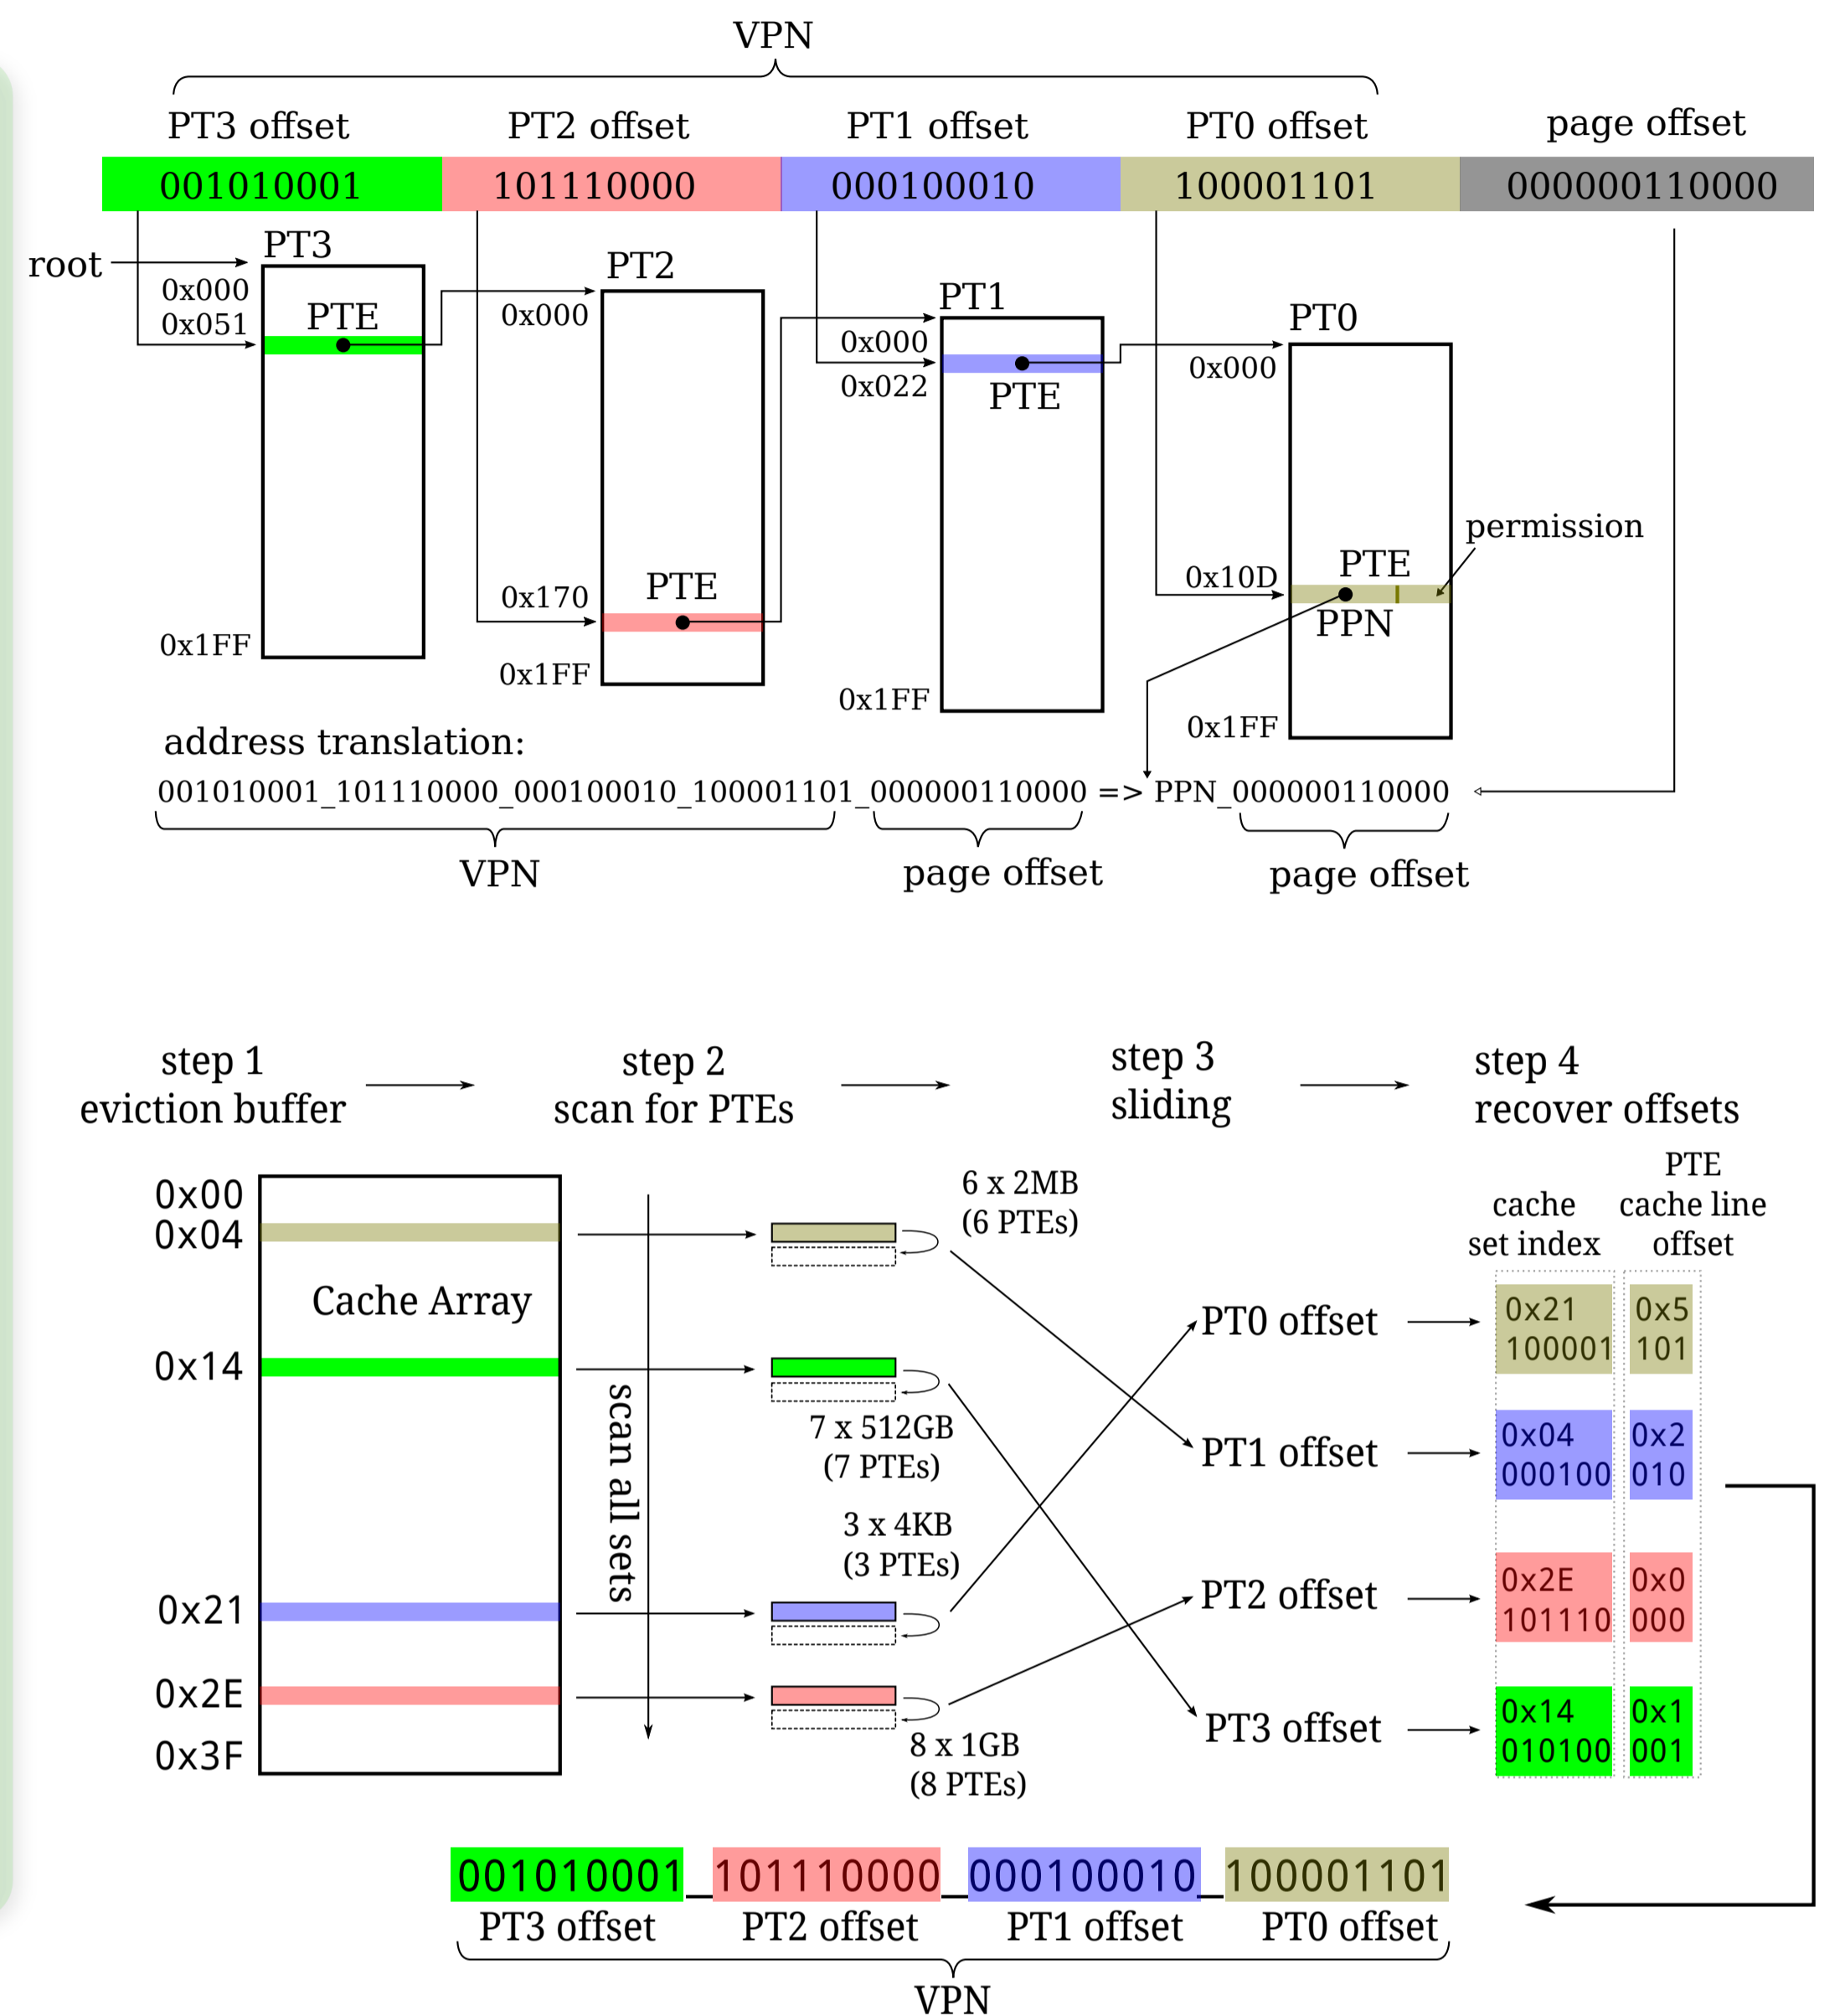 VPN
PT3 offset
PT2 offset
PT1 offset
PT0 offset
page offset
001010001
101110000
000100010
100001101
000000110000
root
PT3
0x000
0x051
PTE
0x1FF
PT2
0x000
0x170
PTE
0x1FF
PT1
0x000
0x022
PTE
0x1FF
PT0
0x000
0x10D
PTE
PPN
permission
0x1FF
address translation:
001010001_101110000_000100010_100001101_000000110000 => PPN_000000110000
VPN
page offset
page offset
step 1
eviction buffer
step 2
scan for PTEs
step 3
sliding
step 4
recover offsets
0x00
0x04
Cache Array
0x14
0x21
0x2E
0x3F
scan all sets
6 x 2MB
(6 PTEs)
7 x 512GB
(7 PTEs)
3 x 4KB
(3 PTEs)
8 x 1GB
(8 PTEs)
PT0 offset
PT1 offset
PT2 offset
PT3 offset
cache
set index
PTE
cache line
offset
0x21
100001
0x5
101
0x04
000100
0x2
010
0x2E
101110
0x0
000
0x14
010100
0x1
001
001010001_101110000_000100010_100001101
PT3 offset
PT2 offset
PT1 offset
PT0 offset
VPN